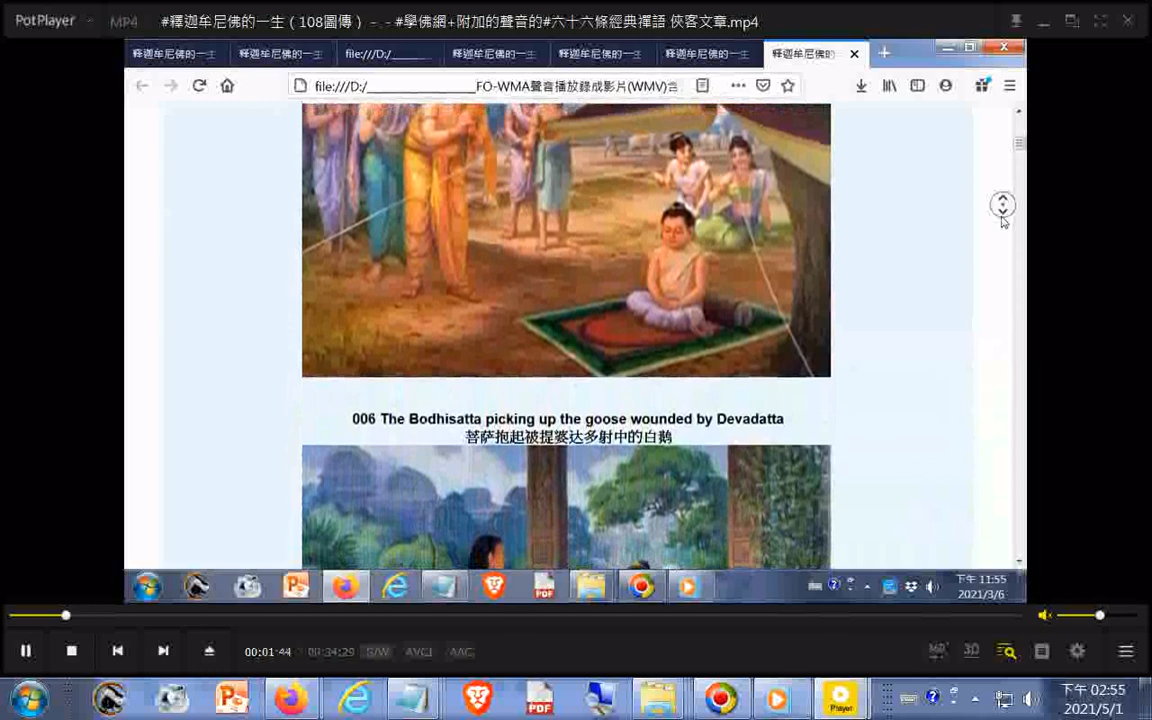 PotPlayer
MP4
#釋迦牟尼佛的一生（108圖傳）- - #學佛網+附加的聲音的#六十六條經典禪語 俠客文章.mp4
釋迦牟尼佛的一生
釋迦牟尼佛的一生
file:///D:/______
釋迦牟尼佛的一生
釋迦牟尼佛的一生
釋迦牟尼佛的一生
釋迦牟尼佛的
file:///D:/____________________FO-WMA聲音播放錄成影片(WMV)含
006 The Bodhisatta picking up the goose wounded by Devadatta
菩萨抱起被提婆达多射中的白鹅
PDF
下午 11:55
2021/3/6
00:01:44
00:34:29
S/W
AVC1
AAC
3D
PDF
Player
下午 02:55
2021/5/1